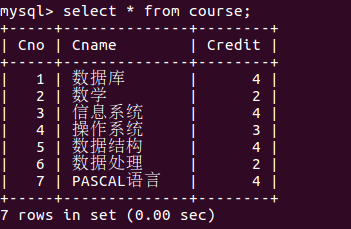 mysql> select * from course;
+-----+--------------+--------+
| Cno | Cname        | Credit |
+-----+--------------+--------+
|   1 | 数据库       |      4 |
|   2 | 数学         |      2 |
|   3 | 信息系统     |      4 |
|   4 | 操作系统     |      3 |
|   5 | 数据结构     |      4 |
|   6 | 数据处理     |      2 |
|   7 | PASCAL语言   |      4 |
+-----+--------------+--------+
7 rows in set (0.00 sec)